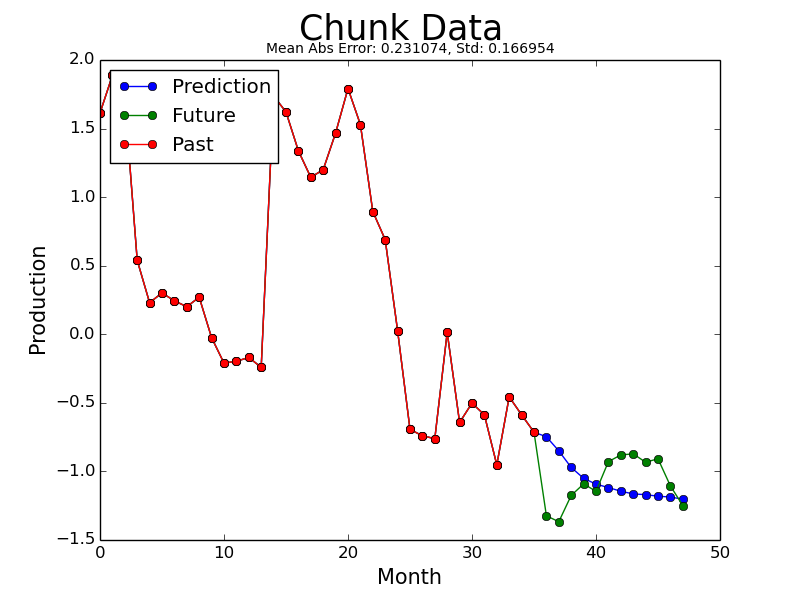 Chunk Data
Mean Abs Error: 0.231074, Std: 0.166954
Prediction
Future
Past
2.0
1.5
1.0
0.5
0.0
−0.5
−1.0
−1.5
Production
0 10 20 30 40 50
Month